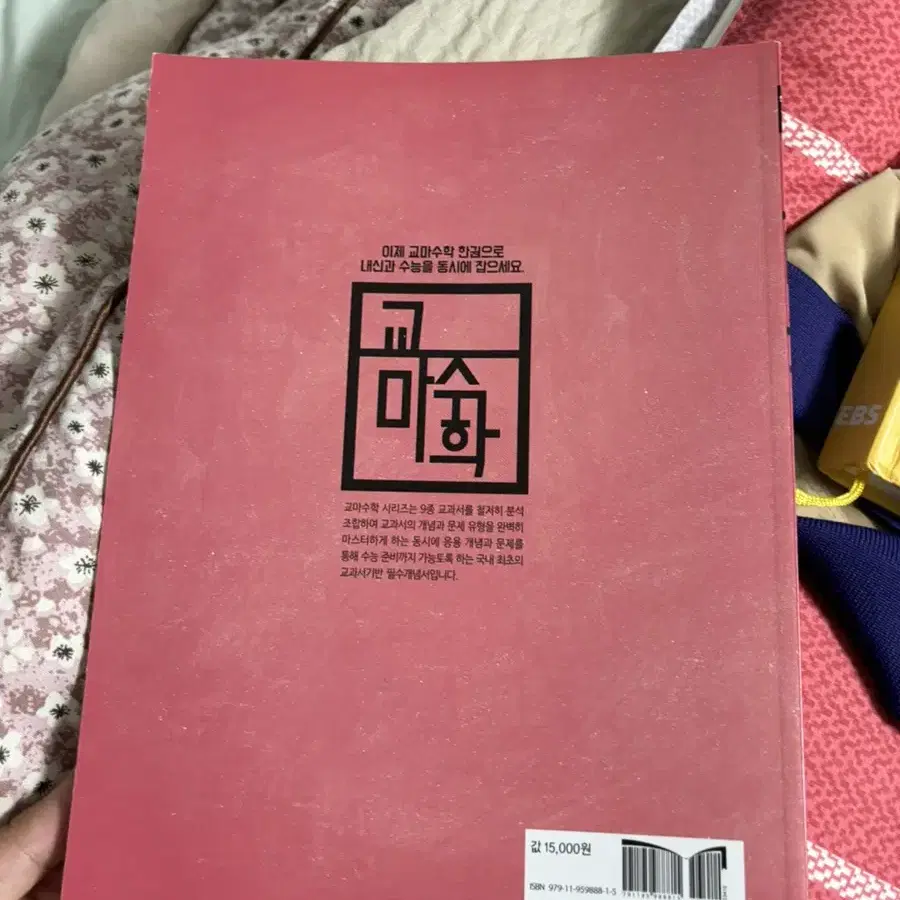 이제 교마수학 한권으로
내신과 수능을 동시에 잡으세요.
교
마수학
교마수학 시리즈는 9종 교과서를 철저히 분석
조합하여 교과서의 개념과 문제 유형을 완벽히
마스터하게 하는 동시에 응용 개념과 문제를
통해 수능 준비까지 가능토록 하는 국내 최초의
교과서기반 필수개념서입니다.
EBS
값 15,000원
ISBN 979-11-959888-1-5